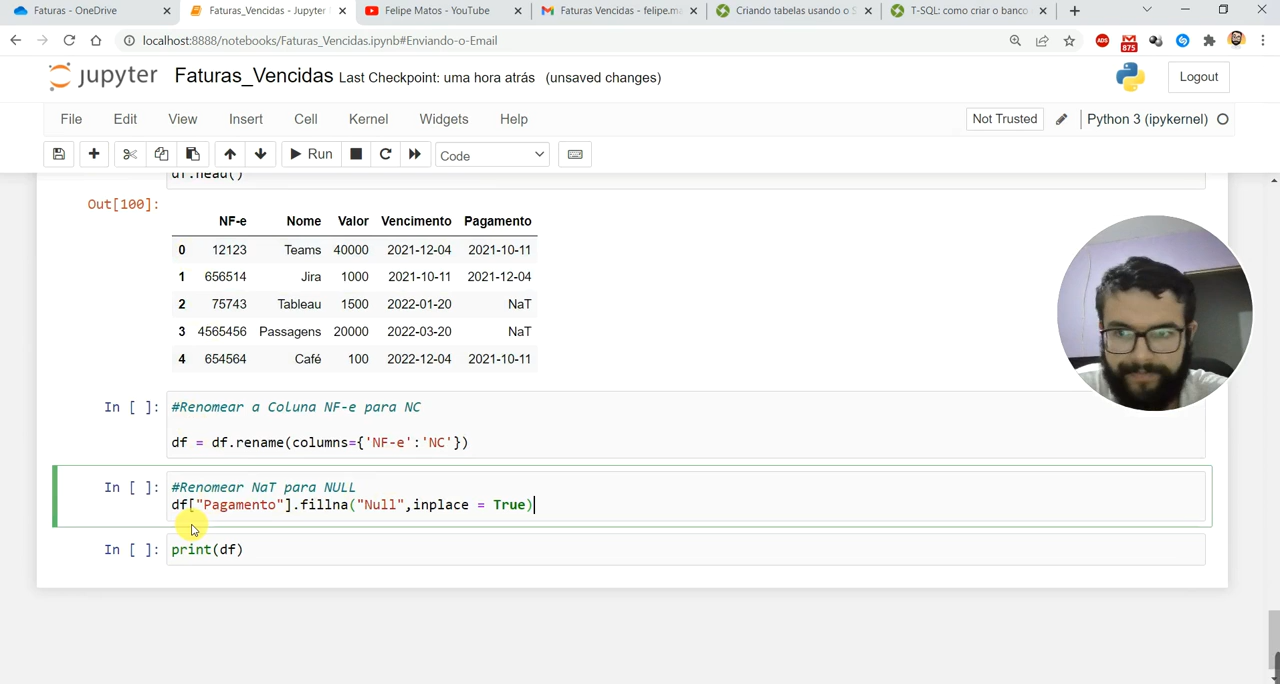 Faturas - OneDrive
Faturas_Vencidas - Jupyter
Felipe Matos - YouTube
Faturas Vencidas - felipe.ma
Criando tabelas usando o S
T-SQL: como criar o banco
localhost:8888/notebooks/Faturas_Vencidas.ipynb#Enviando-o-Email
ADS
875
jupyter Faturas_Vencidas Last Checkpoint: uma hora atrás (unsaved changes)
Logout
File Edit View Insert Cell Kernel Widgets Help
Not Trusted
Python 3 (ipykernel)
Run
Code
df.head()
Out[100]:
NF-e Nome Valor Vencimento Pagamento
0 12123 Teams 40000 2021-12-04 2021-10-11
1 656514 Jira 1000 2021-10-11 2021-12-04
2 75743 Tableau 1500 2022-01-20 NaT
3 4565456 Passagens 20000 2022-03-20 NaT
4 654564 Café 100 2022-12-04 2021-10-11
In [ ]: #Renomear a Coluna NF-e para NC
df = df.rename(columns={'NF-e':'NC'})
In [ ]: #Renomear NaT para NULL
df["Pagamento"].fillna("Null",inplace = True)
In [ ]: print(df)